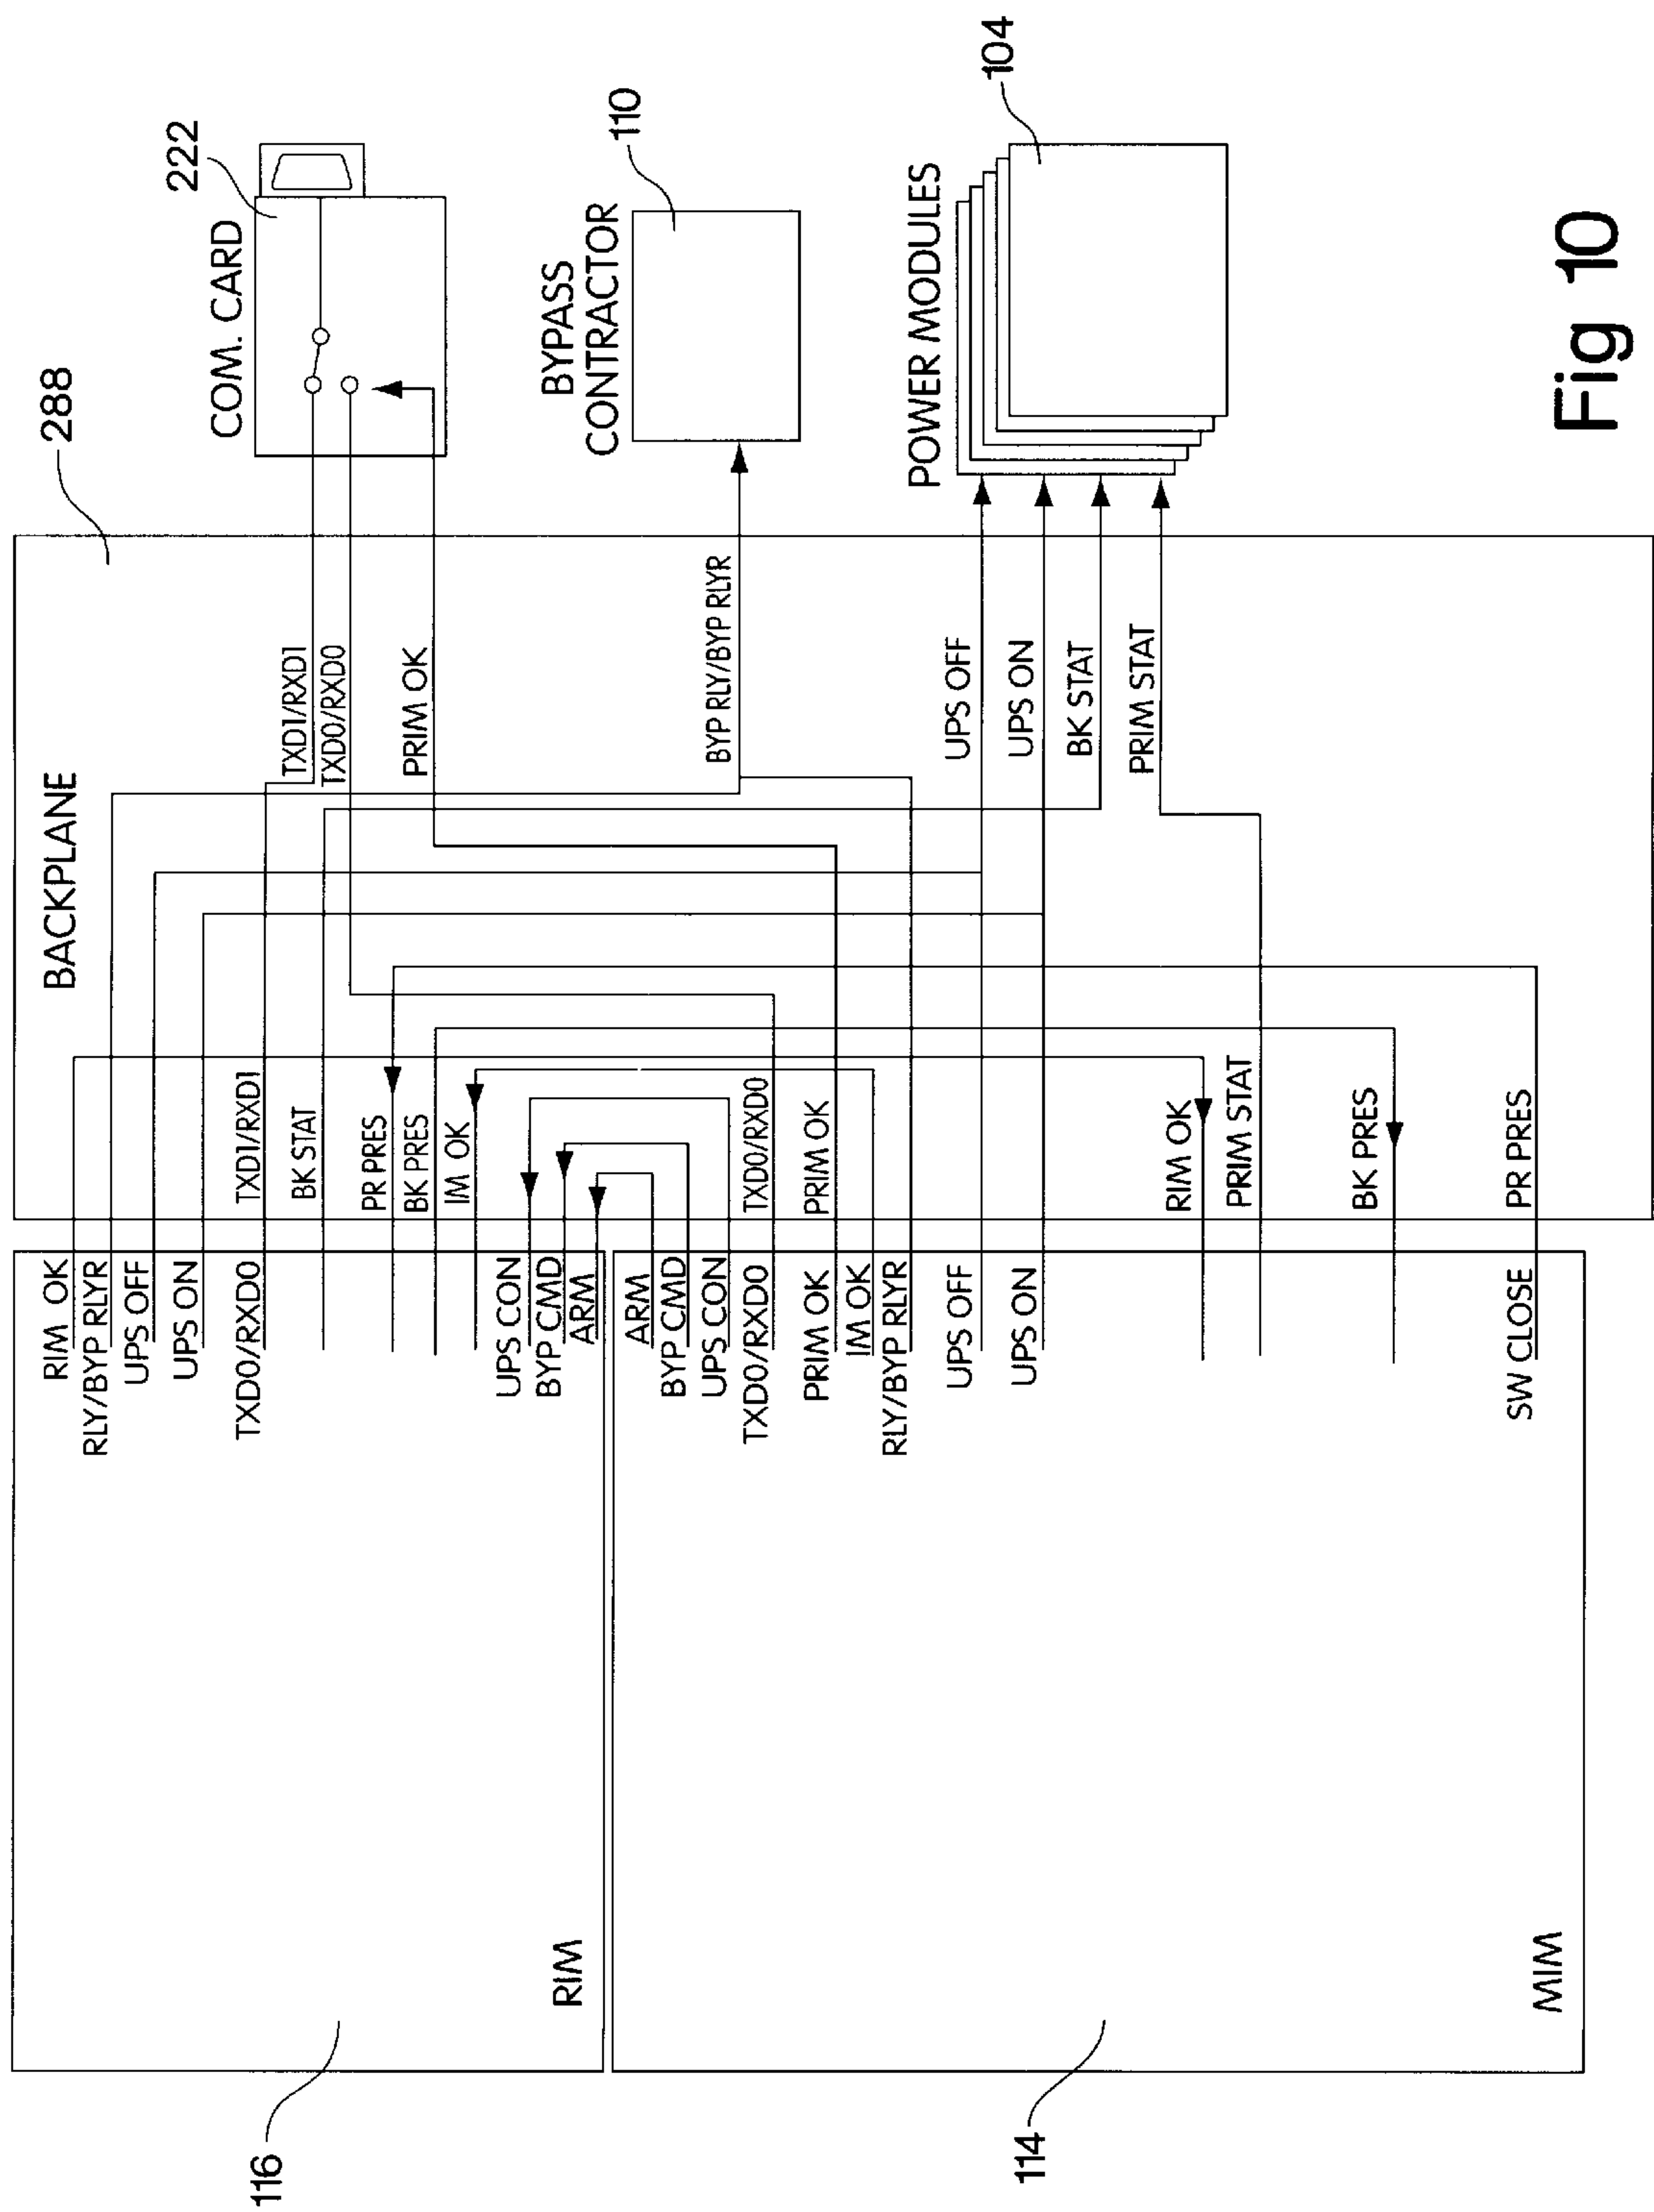 116
RIM
RIM OK
RLY/BYP RLYR
UPS OFF
UPS ON
TXD0/RXD0
UPS CON
BYP CMD
ARM
114
MIM
ARM
BYP CMD
UPS CON
TXD0/RXD0
PRIM OK
IM OK
RLY/BYP RLYR
UPS OFF
UPS ON
SW CLOSE
288
BACKPLANE
TXD1/RXD1
BK STAT
PR PRES
BK PRES
IM OK
TXD0/RXD0
PRIM OK
RIM OK
PRIM STAT
BK PRES
PR PRES
TXD1/RXD1
TXD0/RXD0
PRIM OK
BYP RLY/BYP RLYR
UPS OFF
UPS ON
BK STAT
PRIM STAT
COM. CARD
222
BYPASS
CONTRACTOR
110
POWER MODULES
104
Fig 10